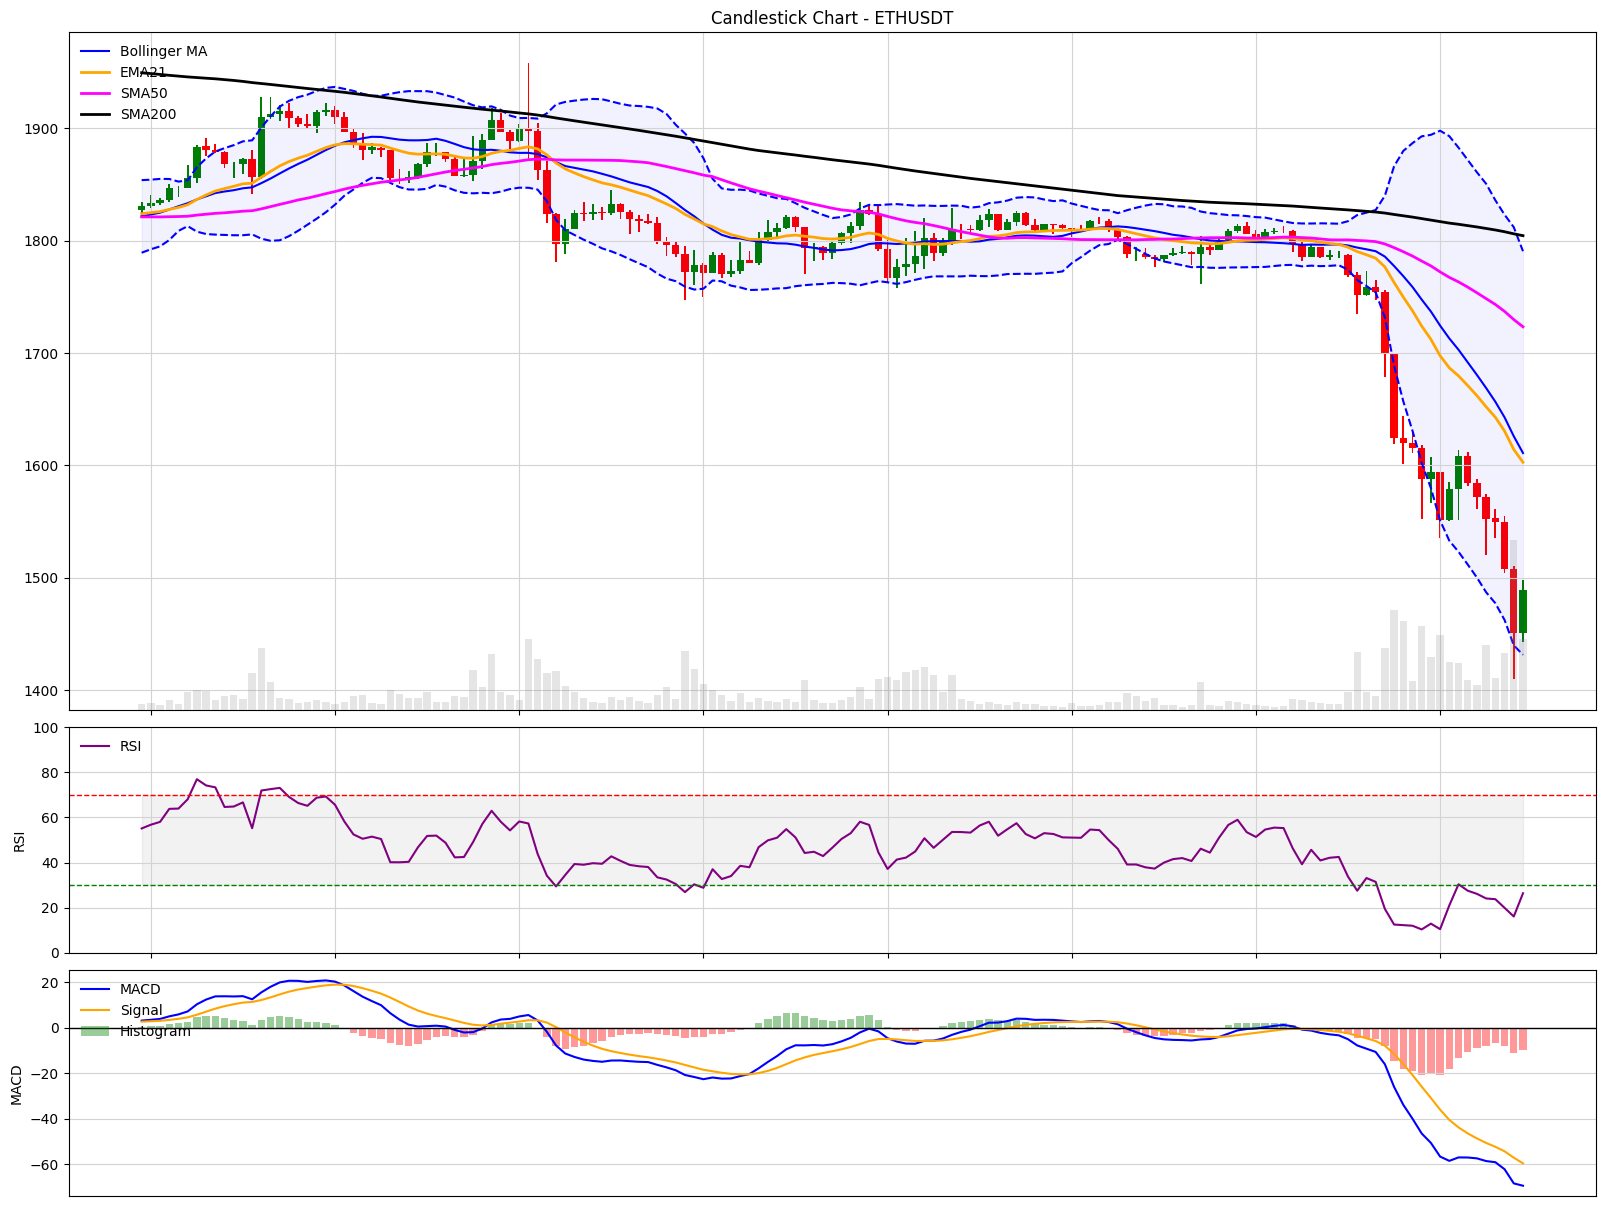 Candlestick Chart - ETHUSDT
Bollinger MA
EMA21
SMA50
SMA200
1900
1800
1700
1600
1500
1400
100
RSI
80
60
RSI
40
20
0
20
MACD
Signal
0
Histogram
−20
MACD
−40
−60